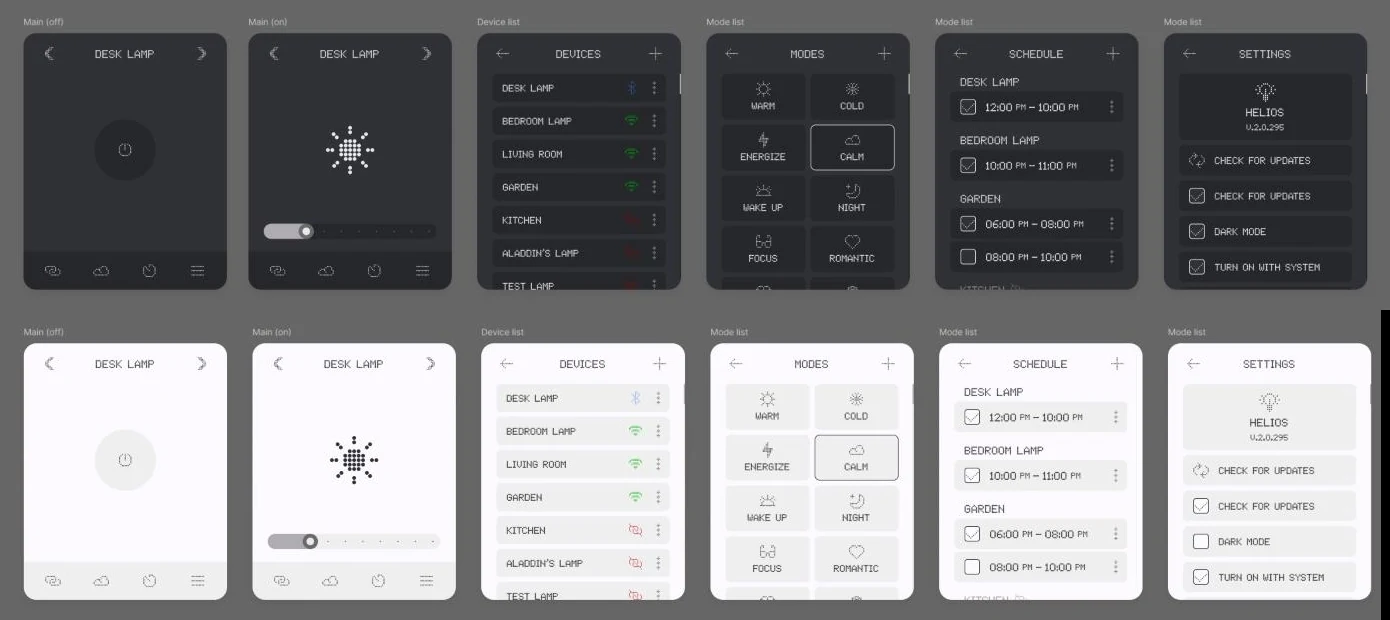 Main (off)
DESK LAMP
Main (on)
DESK LAMP
Device list
DEVICES
DESK LAMP
BEDROOM LAMP
LIVING ROOM
GARDEN
KITCHEN
ALADDIN'S LAMP
TEST LAMP
Mode list
MODES
WARM
COLD
ENERGIZE
CALM
WAKE UP
NIGHT
FOCUS
ROMANTIC
Mode list
SCHEDULE
DESK LAMP
12:00 PM – 10:00 PM
BEDROOM LAMP
10:00 PM – 11:00 PM
GARDEN
06:00 PM – 08:00 PM
08:00 PM – 10:00 PM
KITCHEN
Mode list
SETTINGS
HELIOS
V.2.0.295
CHECK FOR UPDATES
CHECK FOR UPDATES
DARK MODE
TURN ON WITH SYSTEM
Main (off)
DESK LAMP
Main (on)
DESK LAMP
Device list
DEVICES
DESK LAMP
BEDROOM LAMP
LIVING ROOM
GARDEN
KITCHEN
ALADDIN'S LAMP
TEST LAMP
Mode list
MODES
WARM
COLD
ENERGIZE
CALM
WAKE UP
NIGHT
FOCUS
ROMANTIC
Mode list
SCHEDULE
DESK LAMP
12:00 PM – 10:00 PM
BEDROOM LAMP
10:00 PM – 11:00 PM
GARDEN
06:00 PM – 08:00 PM
08:00 PM – 10:00 PM
KITCHEN
Mode list
SETTINGS
HELIOS
V.2.0.295
CHECK FOR UPDATES
CHECK FOR UPDATES
DARK MODE
TURN ON WITH SYSTEM